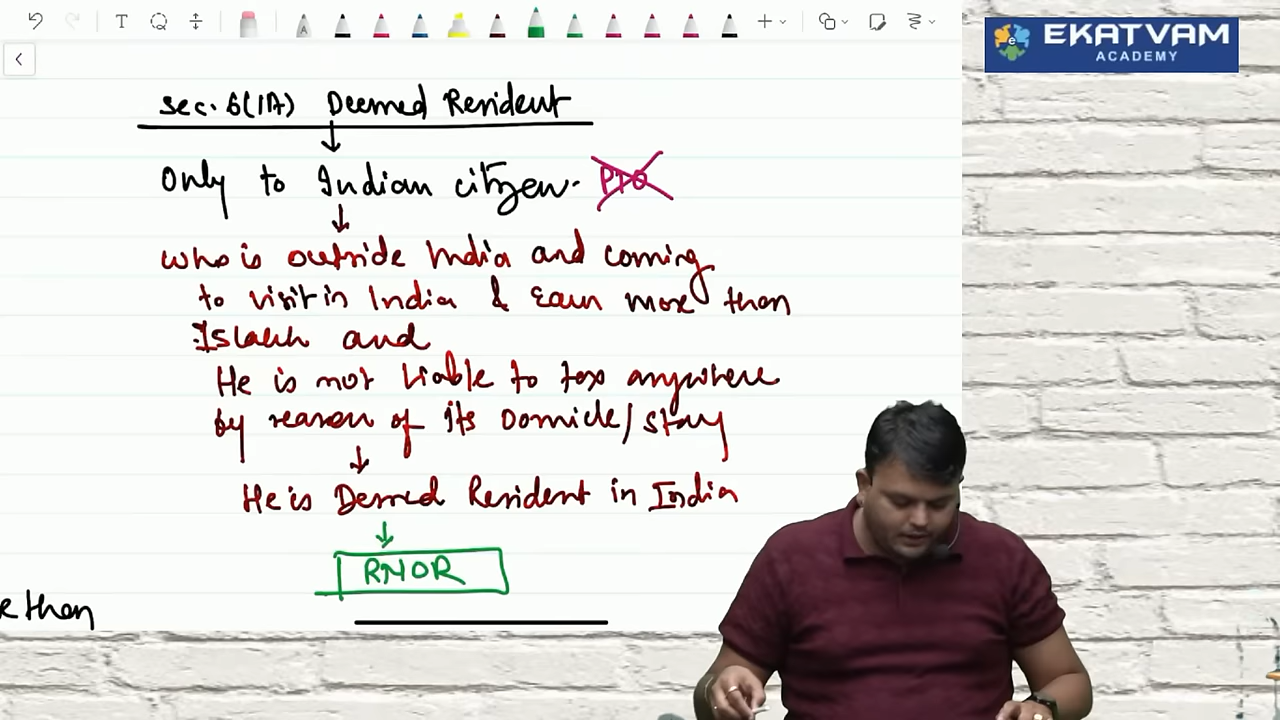 EKATVAM
ACADEMY
Sec. 6(1A) Deemed Resident
Only to Indian citizen. PIO
Who is outside India and coming
to visit in India & Earn more than
15 lakh and
He is not liable to tax anywhere
by reason of its Domicile/stay
He is Deemed Resident in India
RNOR
than